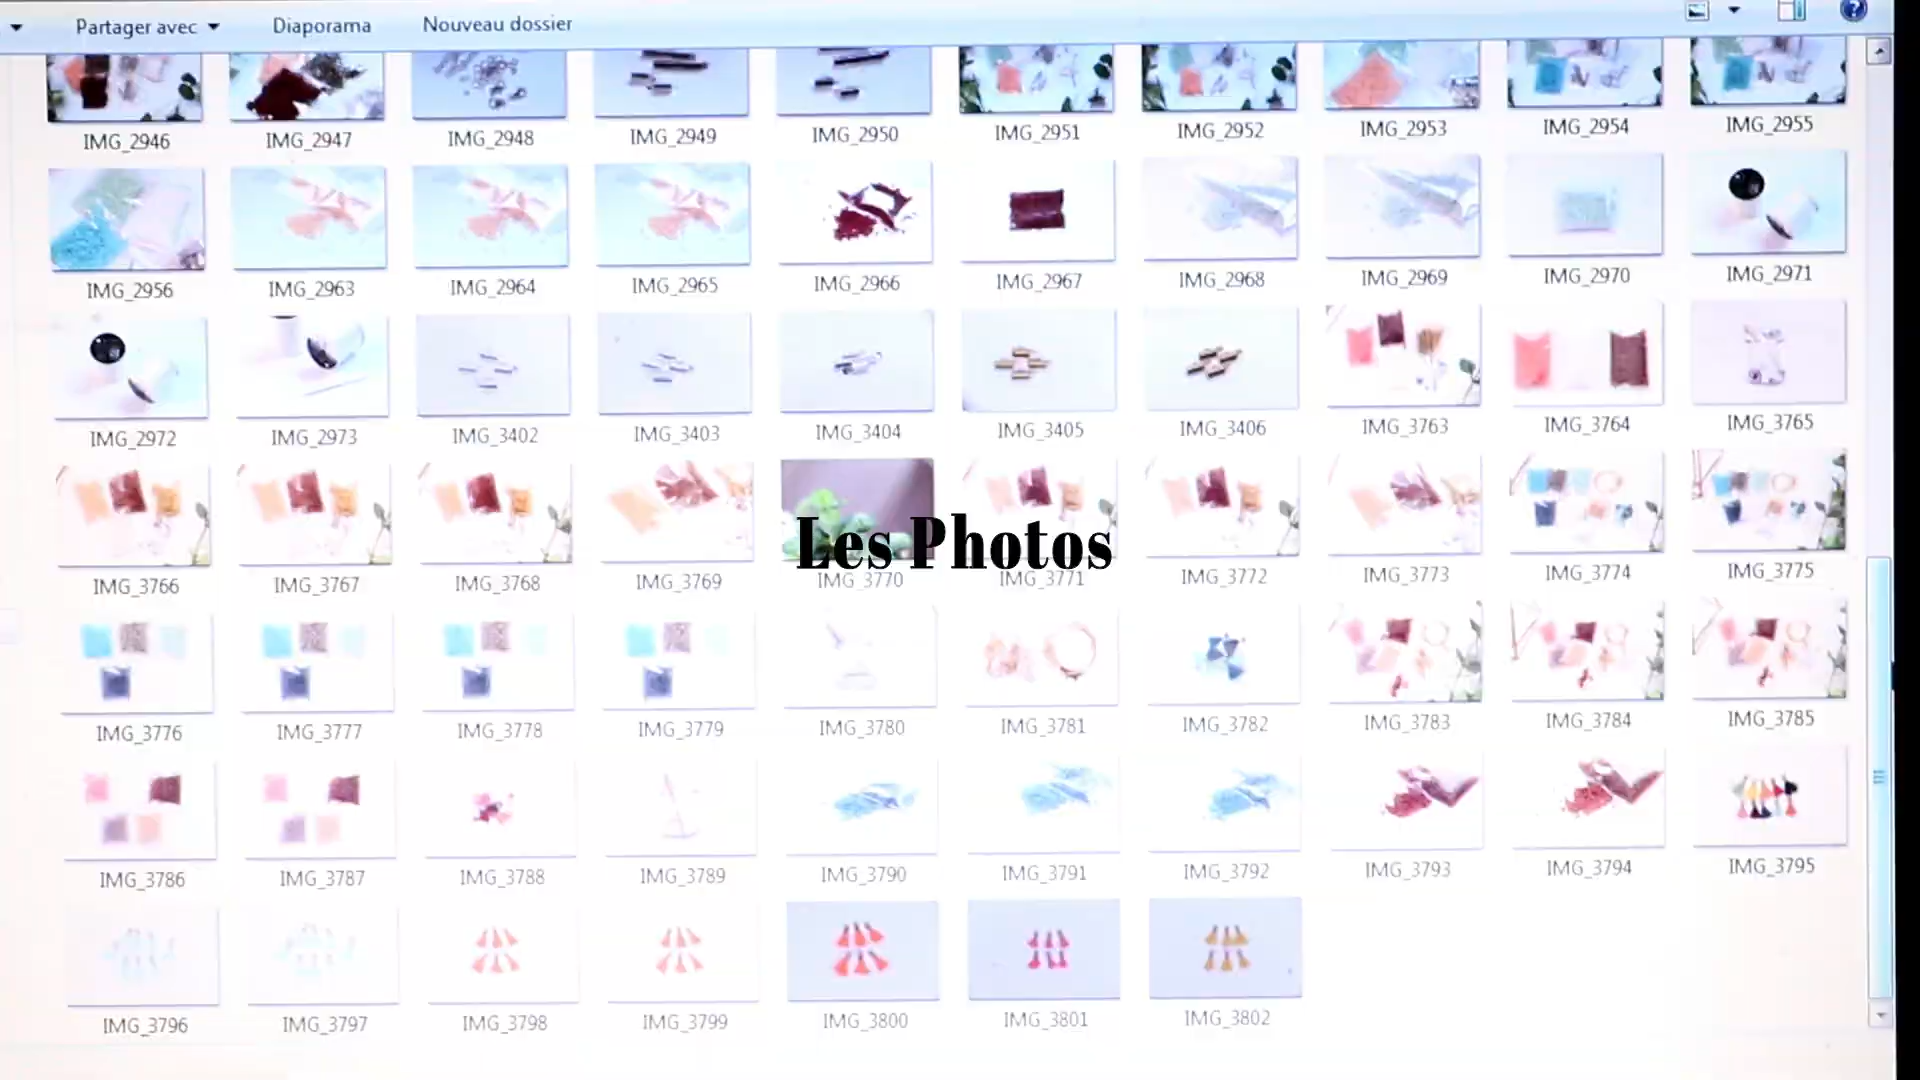 Partager avec Diaporama Nouveau dossier
IMG_2946 IMG_2947 IMG_2948 IMG_2949 IMG_2950 IMG_2951 IMG_2952 IMG_2953 IMG_2954 IMG_2955
IMG_2956 IMG_2963 IMG_2964 IMG_2965 IMG_2966 IMG_2967 IMG_2968 IMG_2969 IMG_2970 IMG_2971
IMG_2972 IMG_2973 IMG_3402 IMG_3403 IMG_3404 IMG_3405 IMG_3406 IMG_3763 IMG_3764 IMG_3765
Les Photos
IMG_3766 IMG_3767 IMG_3768 IMG_3769 IMG_3770 IMG_3771 IMG_3772 IMG_3773 IMG_3774 IMG_3775
IMG_3776 IMG_3777 IMG_3778 IMG_3779 IMG_3780 IMG_3781 IMG_3782 IMG_3783 IMG_3784 IMG_3785
IMG_3786 IMG_3787 IMG_3788 IMG_3789 IMG_3790 IMG_3791 IMG_3792 IMG_3793 IMG_3794 IMG_3795
IMG_3796 IMG_3797 IMG_3798 IMG_3799 IMG_3800 IMG_3801 IMG_3802